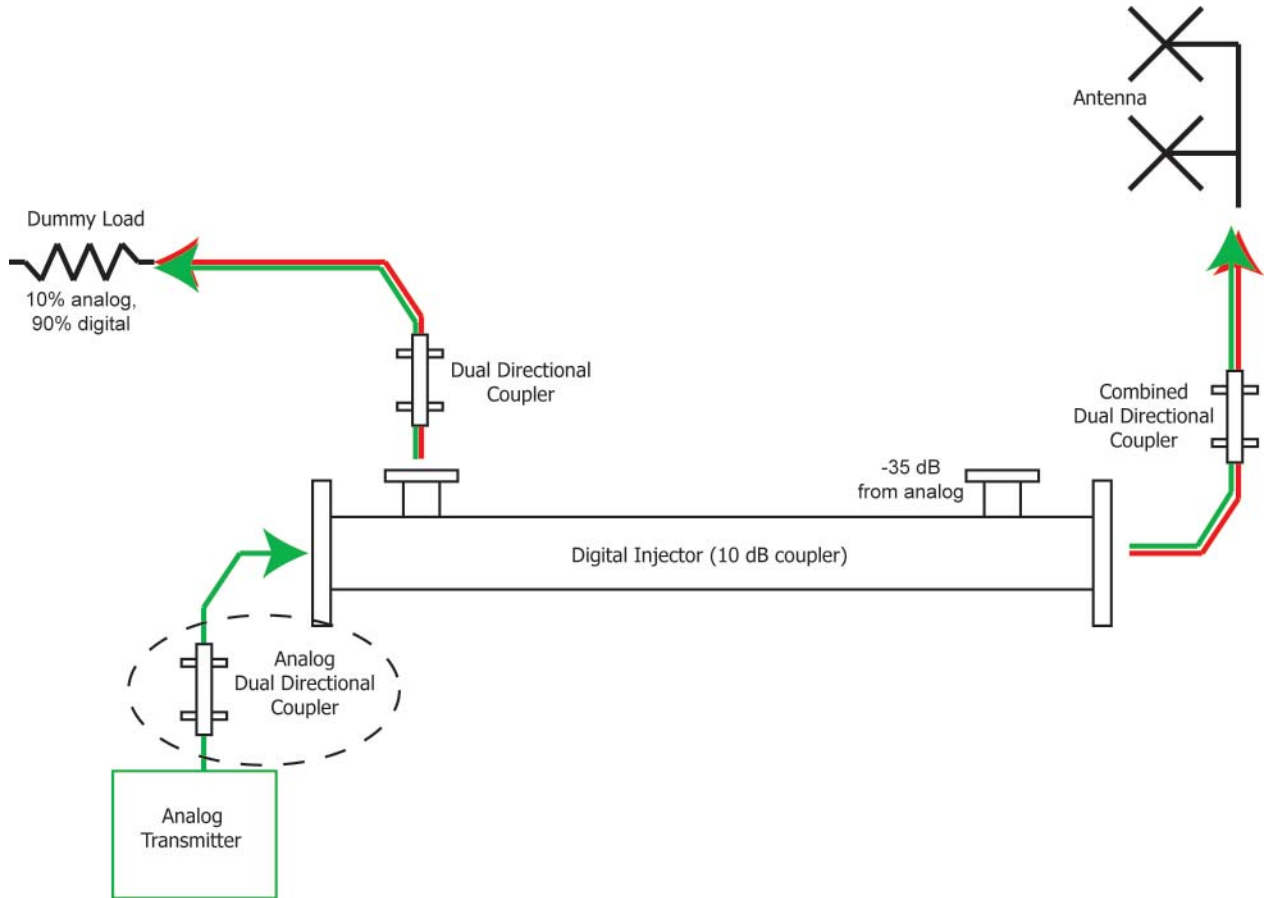 Antenna
Dummy Load
10% analog,
90% digital
Dual Directional
Coupler
Combined
Dual Directional
Coupler
-35 dB
from analog
Digital Injector (10 dB coupler)
Analog
Dual Directional
Coupler
Analog
Transmitter